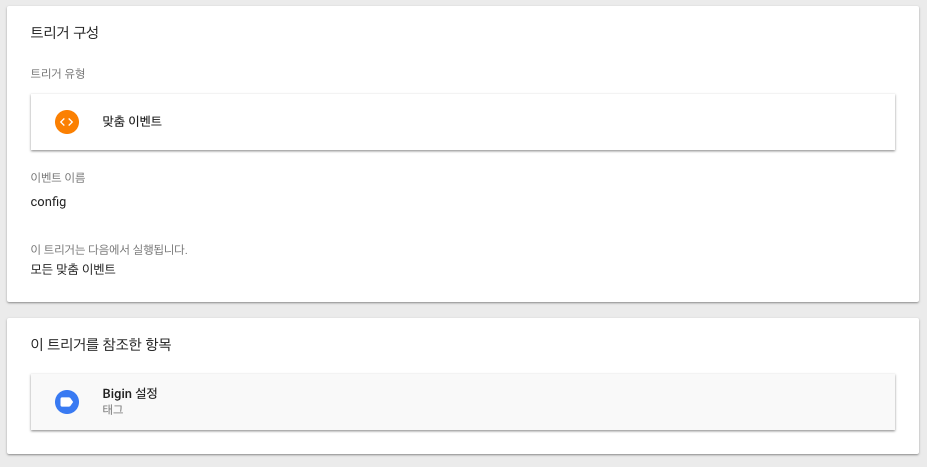 트리거 구성
트리거 유형
맞춤 이벤트
이벤트 이름
config
이 트리거는 다음에서 실행됩니다.
모든 맞춤 이벤트
이 트리거를 참조한 항목
Bigin 설정
태그